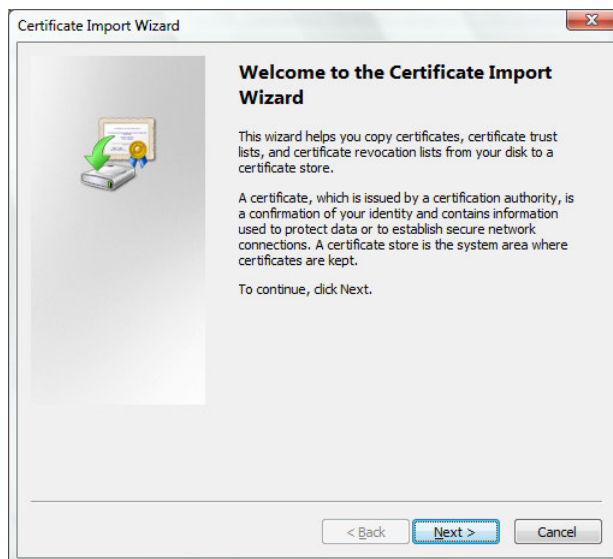 Certificate Import Wizard
Welcome to the Certificate Import
Wizard
This wizard helps you copy certificates, certificate trust
lists, and certificate revocation lists from your disk to a
certificate store.
A certificate, which is issued by a certification authority, is
a confirmation of your identity and contains information
used to protect data or to establish secure network
connections. A certificate store is the system area where
certificates are kept.
To continue, click Next.
< Back
Next >
Cancel